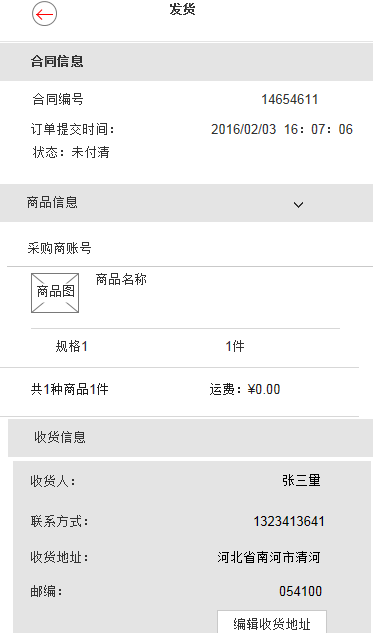 发货
合同信息
合同编号 14654611
订单提交时间： 2016/02/03 16：07：06
状态：未付清
商品信息
采购商账号
商品图 商品名称
规格1 1件
共1种商品1件 运费：¥0.00
收货信息
收货人： 张三量
联系方式： 1323413641
收货地址： 河北省南河市清河
邮编： 054100
编辑收货地址